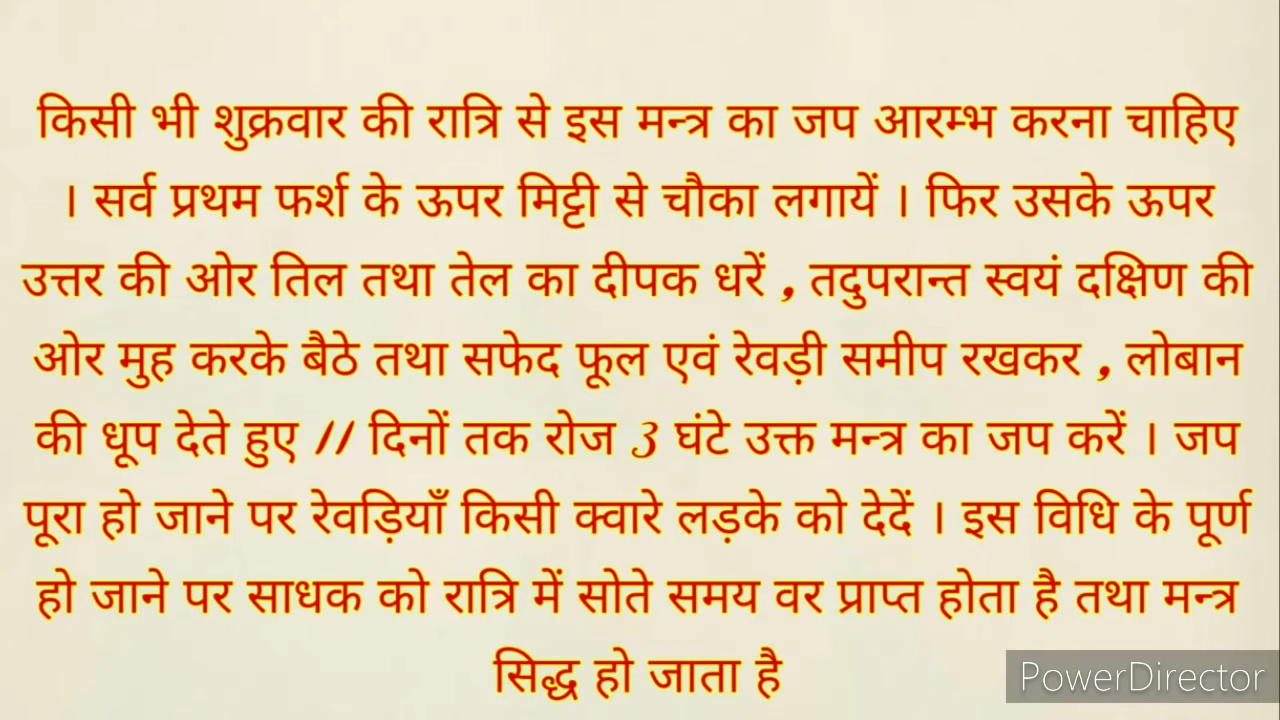 किसी भी शुक्रवार की रात्रि से इस मन्त्र का जप आरम्भ करना चाहिए
। सर्व प्रथम फर्श के ऊपर मिट्टी से चौका लगायें । फिर उसके ऊपर
उत्तर की ओर तिल तथा तेल का दीपक धरें , तदुपरान्त स्वयं दक्षिण की
ओर मुह करके बैठे तथा सफेद फूल एवं रेवड़ी समीप रखकर , लोबान
की धूप देते हुए 11 दिनों तक रोज 3 घंटे उक्त मन्त्र का जप करें । जप
पूरा हो जाने पर रेवड़ियाँ किसी क्वारे लड़के को देदें । इस विधि के पूर्ण
हो जाने पर साधक को रात्रि में सोते समय वर प्राप्त होता है तथा मन्त्र
सिद्ध हो जाता है
PowerDirector